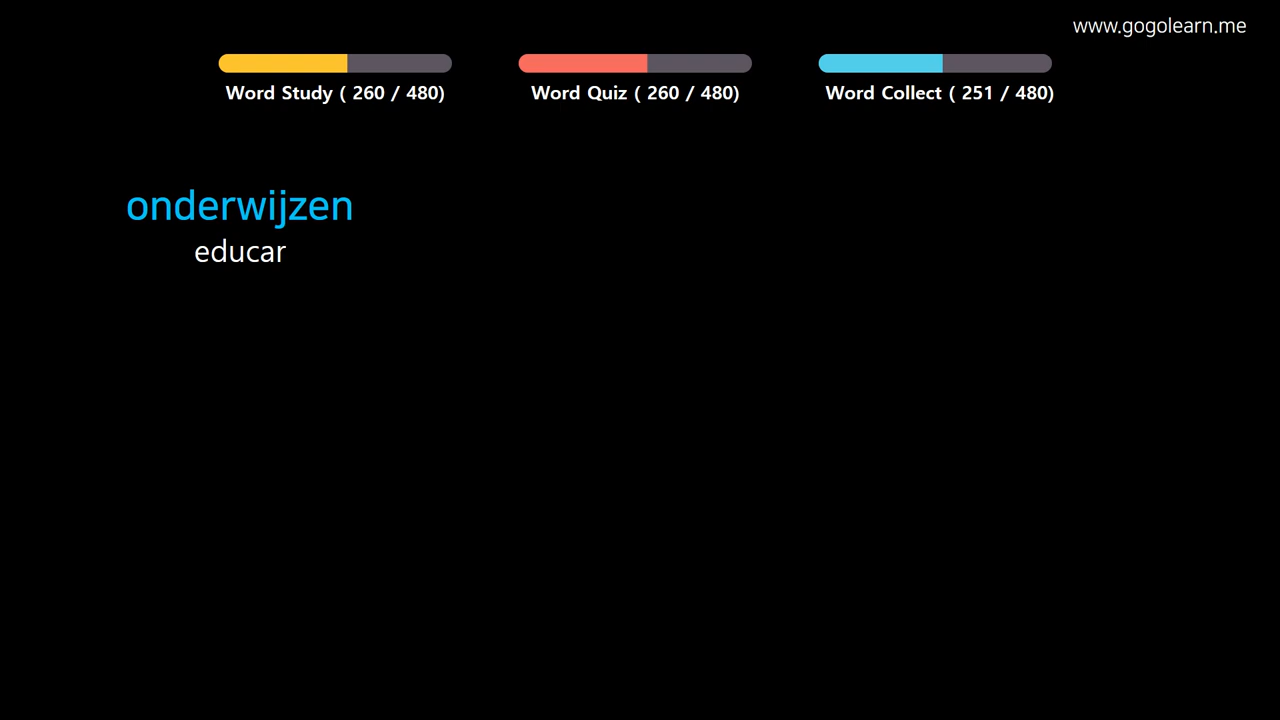 www.gogolearn.me
Word Study ( 260 / 480)
Word Quiz ( 260 / 480)
Word Collect ( 251 / 480)
onderwijzen
educar